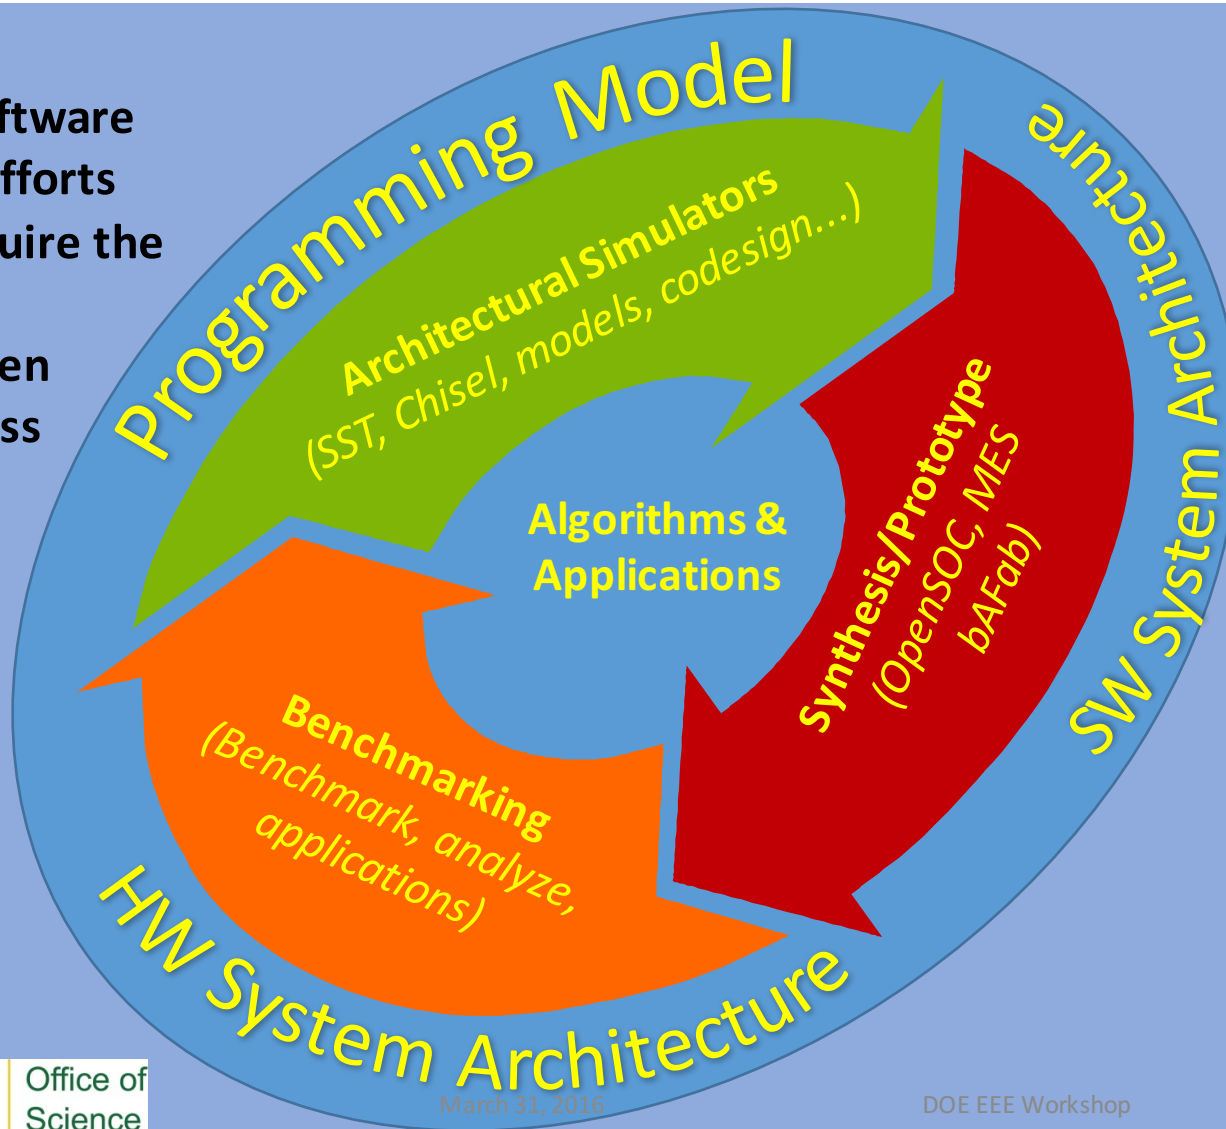 ftware
fforts
uire the
en
ss
Programming Model
SW System Architecture
HW System Architecture
Architectural Simulators
(SST, Chisel, models, codesign...)
Synthesis/Prototype
(OpenSOC, MES
bAFab)
Benchmarking
(Benchmark, analyze,
applications)
Algorithms &
Applications
Office of
Science
March 31, 2016
DOE EEE Workshop